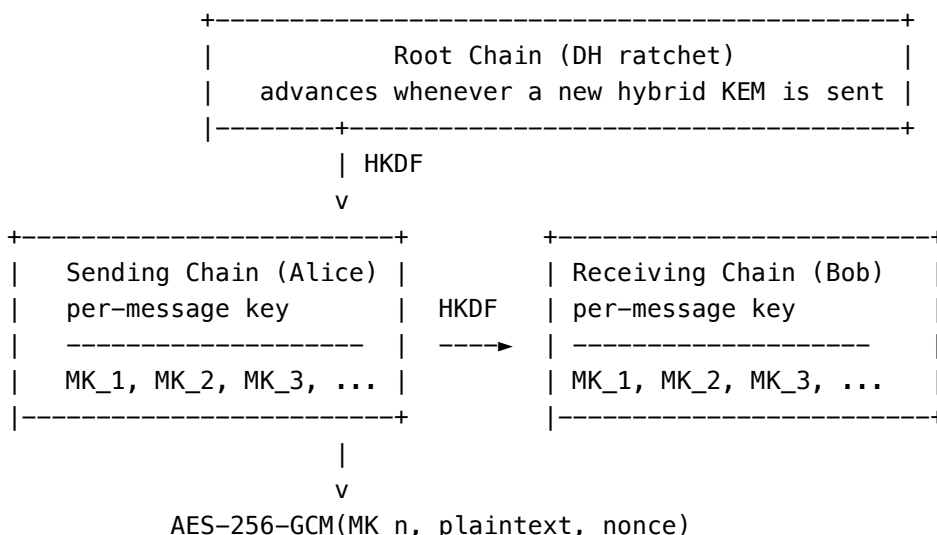 Root Chain (DH ratchet)
advances whenever a new hybrid KEM is sent
HKDF
v
Sending Chain (Alice)
per-message key
MK_1, MK_2, MK_3, ...
HKDF
Receiving Chain (Bob)
per-message key
MK_1, MK_2, MK_3, ...
v
AES-256-GCM(MK n, plaintext, nonce)